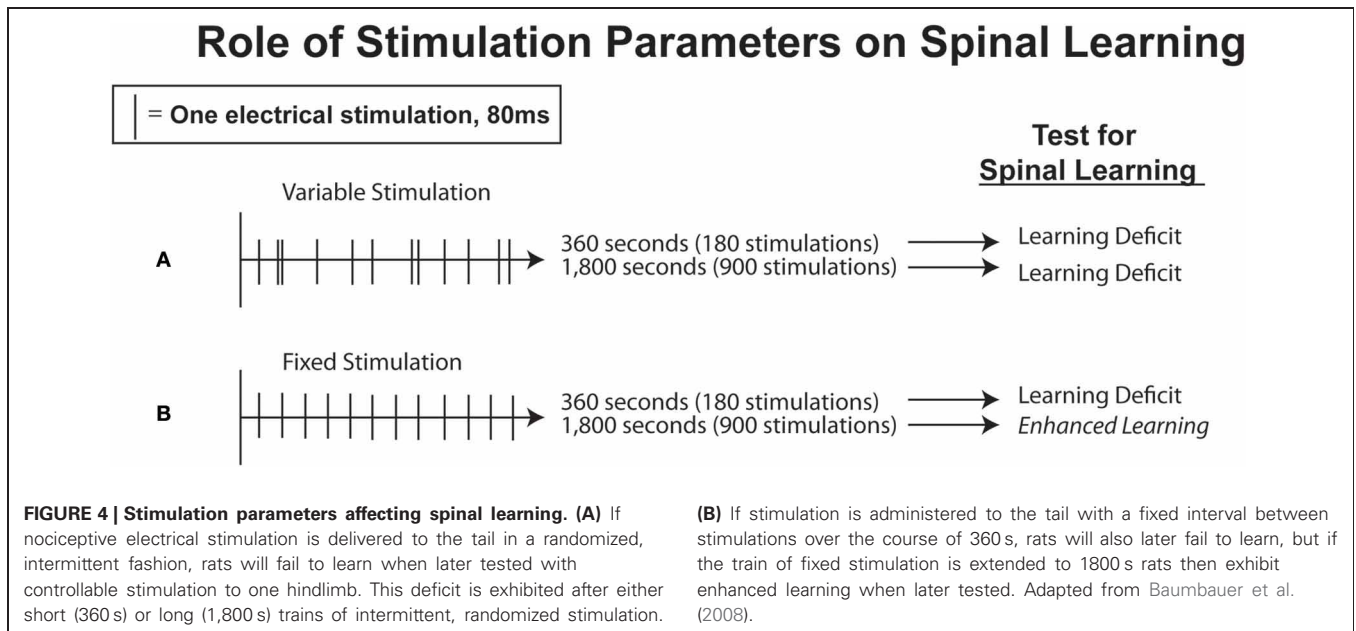 Role of Stimulation Parameters on Spinal Learning
= One electrical stimulation, 80ms
Test for
Spinal Learning
Variable Stimulation
A
360 seconds (180 stimulations)
1,800 seconds (900 stimulations)
Learning Deficit
Learning Deficit
Fixed Stimulation
B
360 seconds (180 stimulations)
1,800 seconds (900 stimulations)
Learning Deficit
Enhanced Learning
FIGURE 4 | Stimulation parameters affecting spinal learning. (A) If
nociceptive electrical stimulation is delivered to the tail in a randomized,
intermittent fashion, rats will fail to learn when later tested with
controllable stimulation to one hindlimb. This deficit is exhibited after either
short (360 s) or long (1,800 s) trains of intermittent, randomized stimulation.
(B) If stimulation is administered to the tail with a fixed interval between
stimulations over the course of 360 s, rats will also later fail to learn, but if
the train of fixed stimulation is extended to 1800 s rats then exhibit
enhanced learning when later tested. Adapted from Baumbauer et al.
(2008).